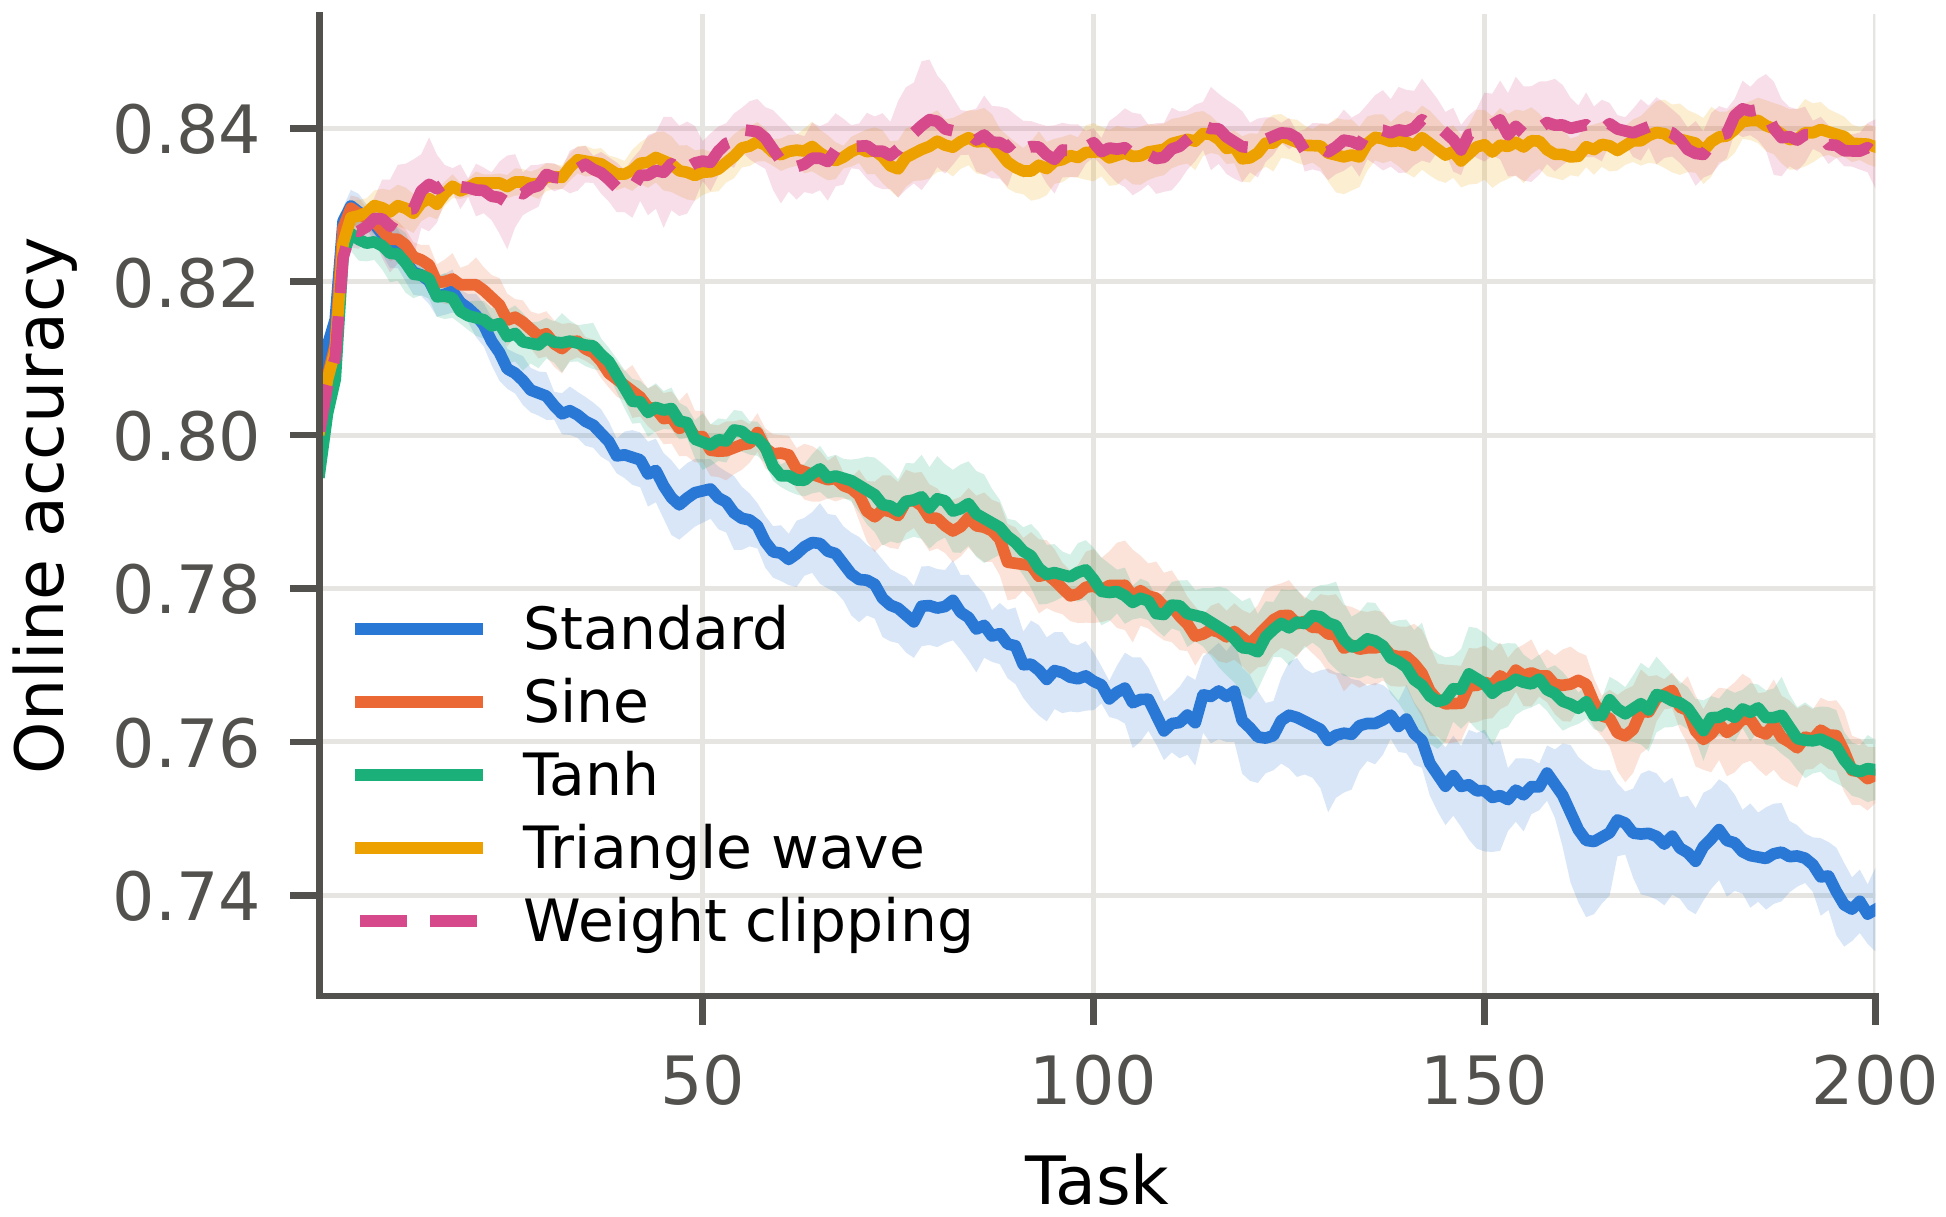 Online accuracy
0.84
0.82
0.80
0.78
0.76
0.74
Standard
Sine
Tanh
Triangle wave
Weight clipping
50 100 150 200
Task